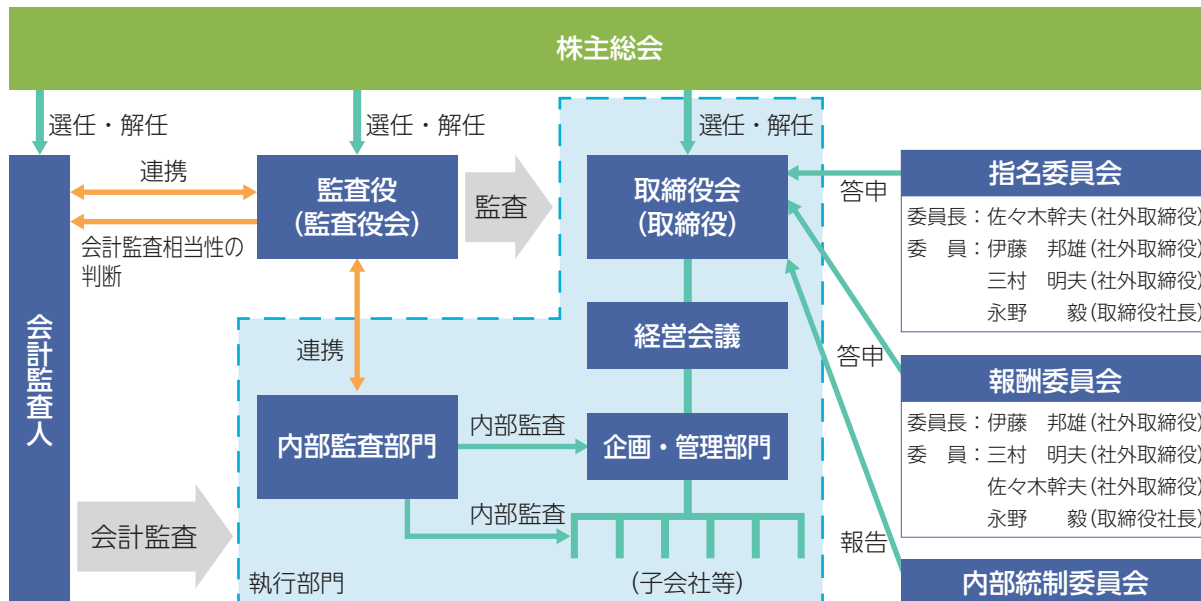 株主総会
選任・解任
選任・解任
選任・解任
連携
会計監査相当性の
判断
会計監査人
監査役
(監査役会)
監査
取締役会
(取締役)
答申
指名委員会
委員長：佐々木幹夫(社外取締役)
委　員：伊藤　邦雄(社外取締役)
三村　明夫(社外取締役)
永野　　毅(取締役社長)
連携
経営会議
答申
報酬委員会
委員長：伊藤　邦雄(社外取締役)
委　員：三村　明夫(社外取締役)
佐々木幹夫(社外取締役)
永野　　毅(取締役社長)
内部監査部門
内部監査
企画・管理部門
内部監査
会計監査
執行部門
(子会社等)
報告
内部統制委員会